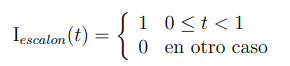 I_escalon(t) = { 1 0 ≤ t < 1
0 en otro caso